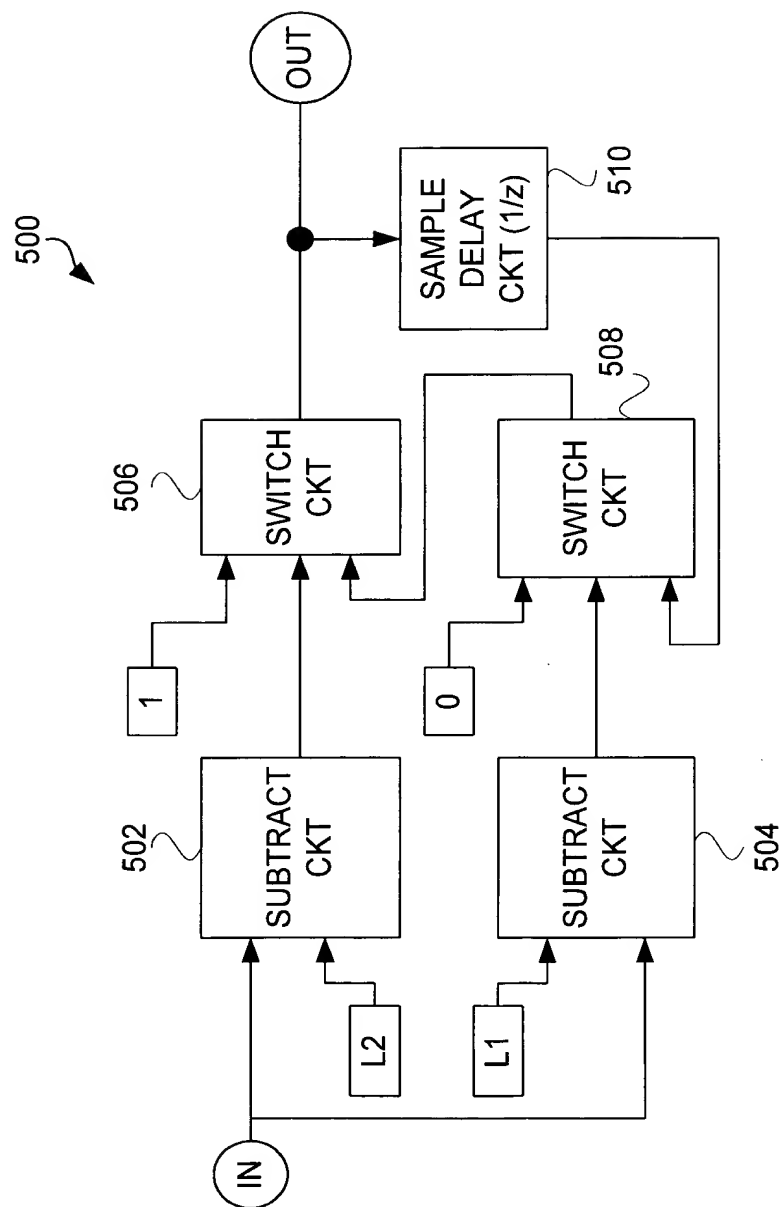 500
IN
L2
L1
502
SUBTRACT
CKT
SUBTRACT
CKT
504
1
0
506
SWITCH
CKT
SWITCH
CKT
508
SAMPLE
DELAY
CKT (1/z)
510
OUT